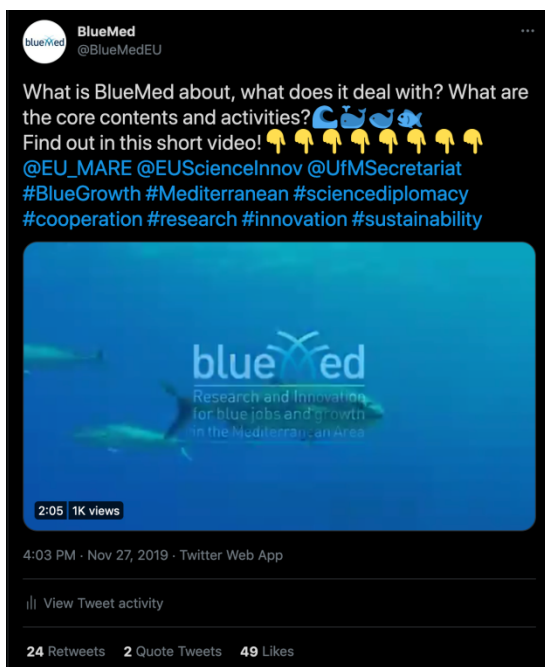 bluemed
BlueMed
@BlueMedEU
What is BlueMed about, what does it deal with? What are
the core contents and activities?🌊🐳🐋🐟
Find out in this short video!👇👇👇👇👇👇👇👇
@EU_MARE @EUScienceInnov @UfMSecretariat
#BlueGrowth #Mediterranean #sciencediplomacy
#cooperation #research #innovation #sustainability
bluemed
Research and Innovation
for blue jobs and growth
in the Mediterranean Area
2:05 1K views
4:03 PM · Nov 27, 2019 · Twitter Web App
View Tweet activity
24 Retweets 2 Quote Tweets 49 Likes